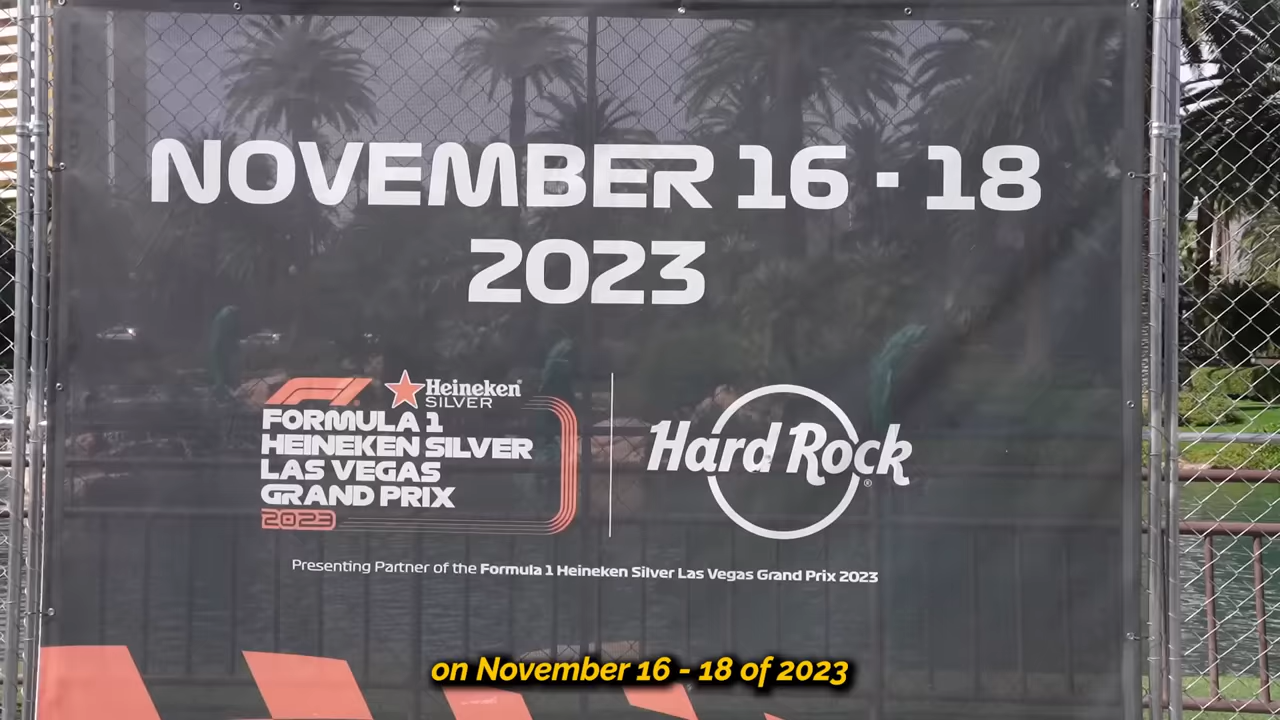 NOVEMBER 16 - 18
2023
Heineken
SILVER
FORMULA 1
HEINEKEN SILVER
LAS VEGAS
GRAND PRIX
2023
Hard Rock
Presenting Partner of the Formula 1 Heineken Silver Las Vegas Grand Prix 2023
on November 16 - 18 of 2023